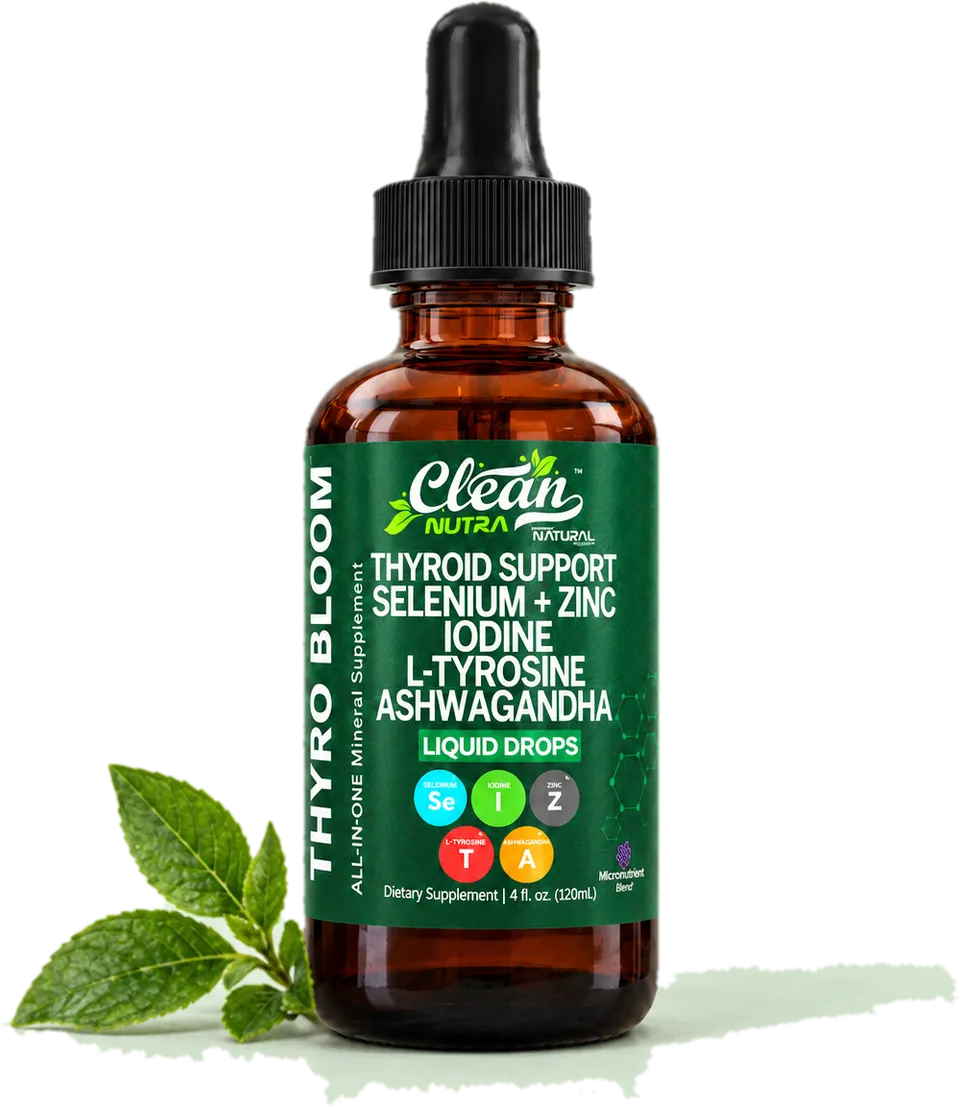 Clean™
NUTRA
NATURAL
THYROID SUPPORT
SELENIUM + ZINC
IODINE
L-TYROSINE
ASHWAGANDHA
LIQUID DROPS
SELENIUM
Se
IODINE
I
ZINC
Z
L-TYROSINE
T
ASHWAGANDHA
A
Micronutrient
Blend
Dietary Supplement | 4 fl. oz. (120mL)
THYRO BLOOM
ALL-IN-ONE Mineral Supplement